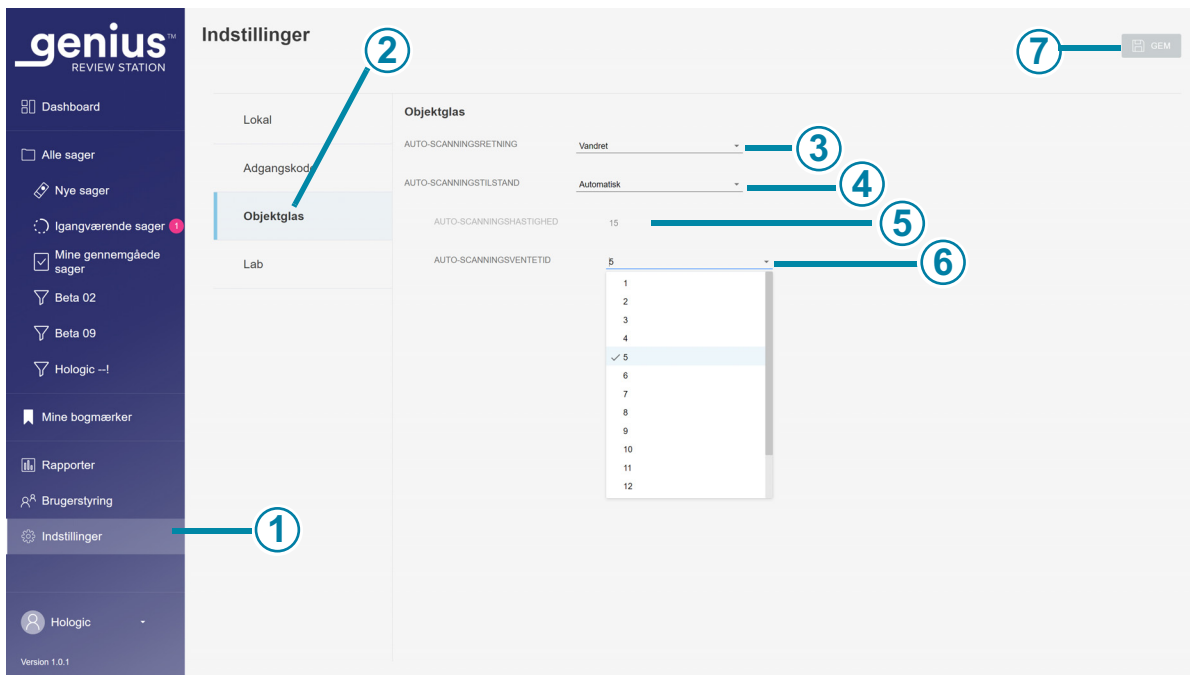 genius™
REVIEW STATION
Dashboard
Alle sager
Nye sager
Igangværende sager 1
Mine gennemgåede
sager
Beta 02
Beta 09
Hologic --!
Mine bogmærker
Rapporter
Brugerstyring
Indstillinger
Hologic
Version 1.0.1
Indstillinger
GEM
Lokal
Adgangskode
Objektglas
Lab
Objektglas
AUTO-SCANNINGSRETNING Vandret
AUTO-SCANNINGSTILSTAND Automatisk
AUTO-SCANNINGSHASTIGHED 15
AUTO-SCANNINGSVENTETID 5
1
2
3
4
5
6
7
8
9
10
11
12
1
2
3
4
5
6
7